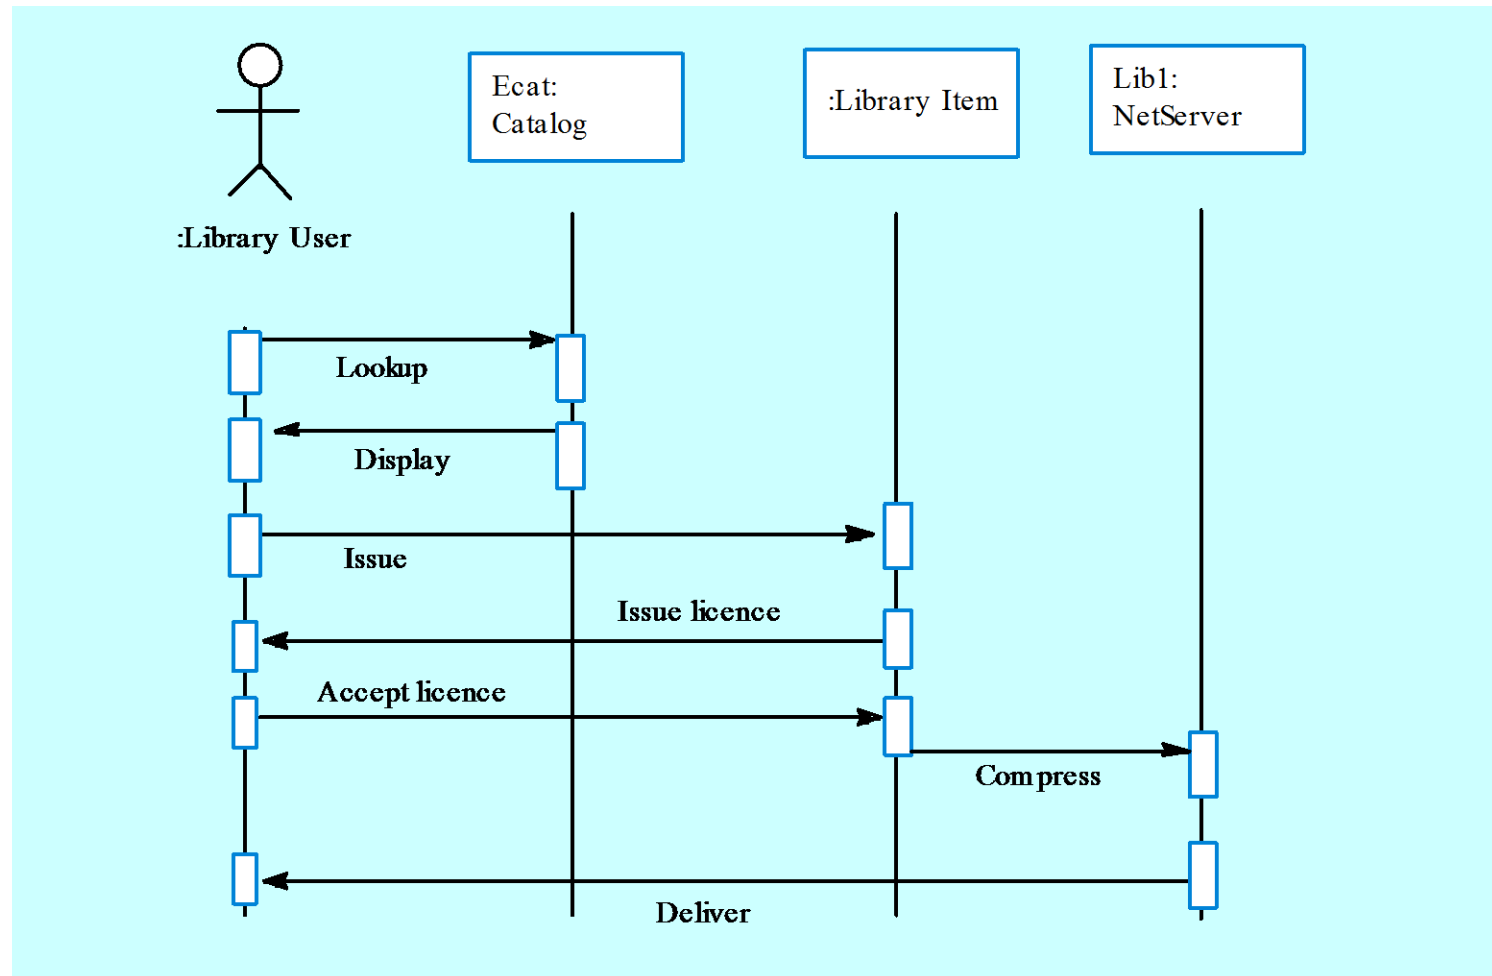 Ecat:
Catalog
:Library Item
Lib1:
NetServer
:Library User
Lookup
Display
Issue
Issue licence
Accept licence
Compress
Deliver